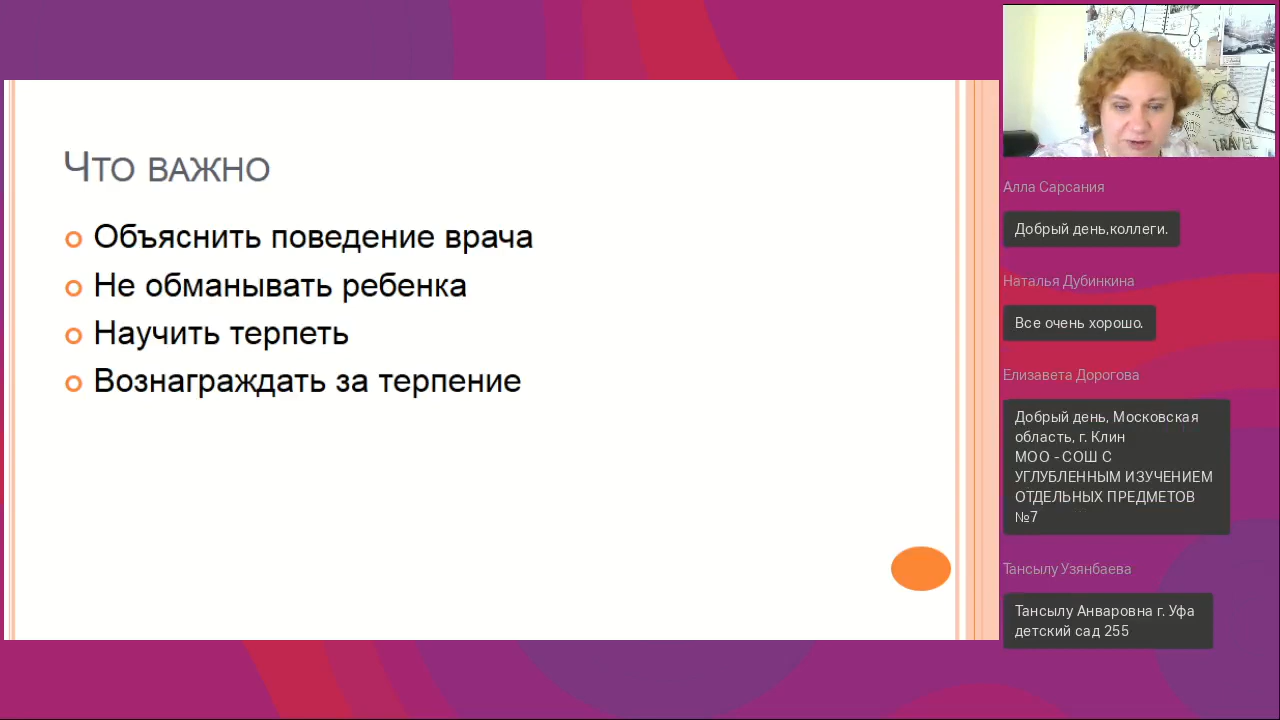 Что важно
Объяснить поведение врача
Не обманывать ребенка
Научить терпеть
Вознаграждать за терпение
TRAVEL
Алла Сарсания
Добрый день,коллеги.
Наталья Дубинкина
Все очень хорошо.
Елизавета Дорогова
Добрый день, Московская
область, г. Клин
МОО - СОШ С
УГЛУБЛЕННЫМ ИЗУЧЕНИЕМ
ОТДЕЛЬНЫХ ПРЕДМЕТОВ
№7
Тансылу Узянбаева
Тансылу Анваровна г. Уфа
детский сад 255